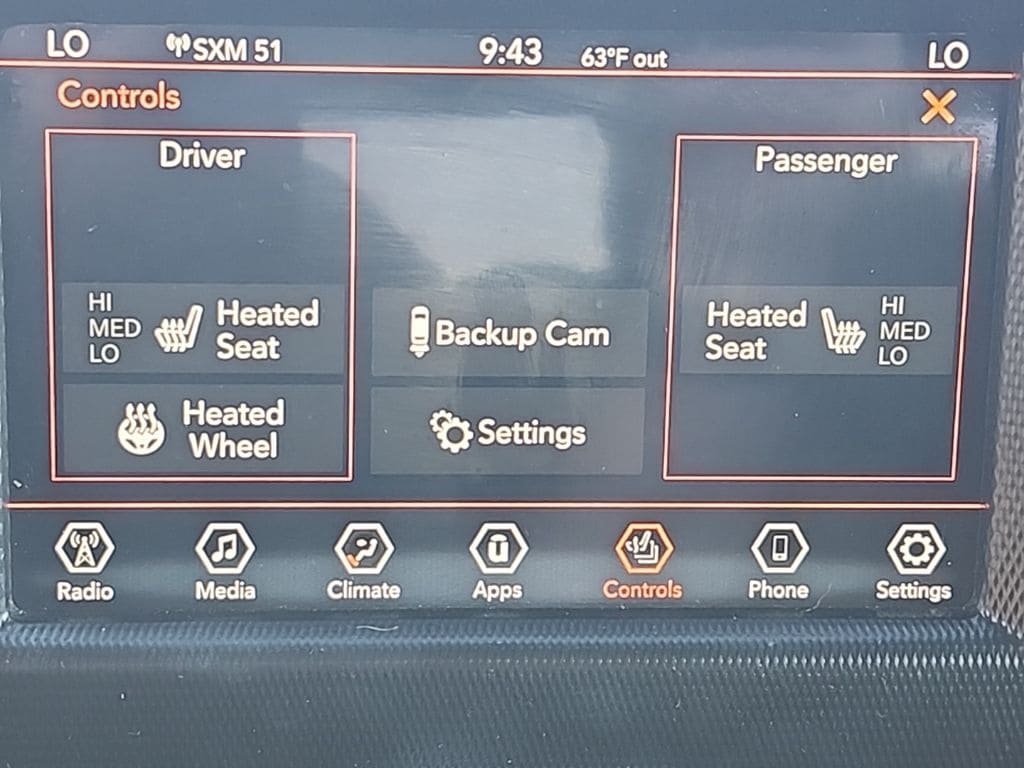 LO SXM 51 9:43 63°F out LO
Controls
Driver
Passenger
HI
MED
LO
Heated
Seat
Backup Cam
Heated
Seat
HI
MED
LO
Heated
Wheel
Settings
Radio Media Climate Apps Controls Phone Settings